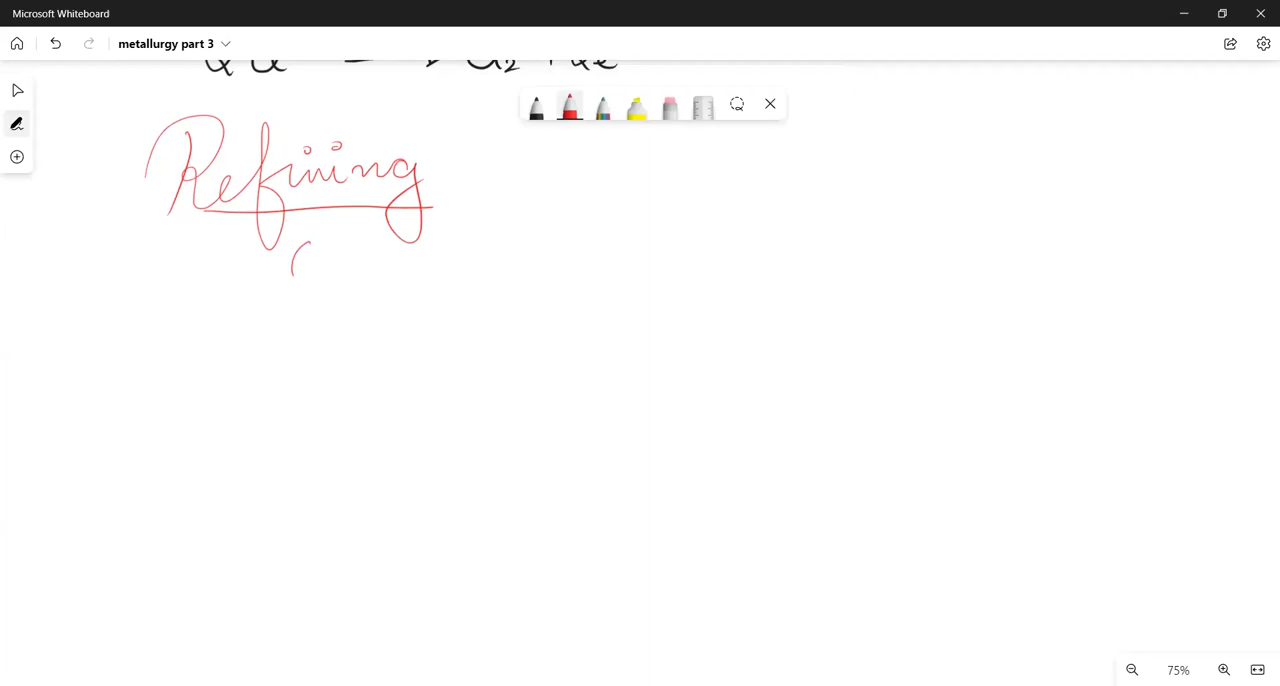 Microsoft Whiteboard
metallurgy part 3
Refining
(
75%